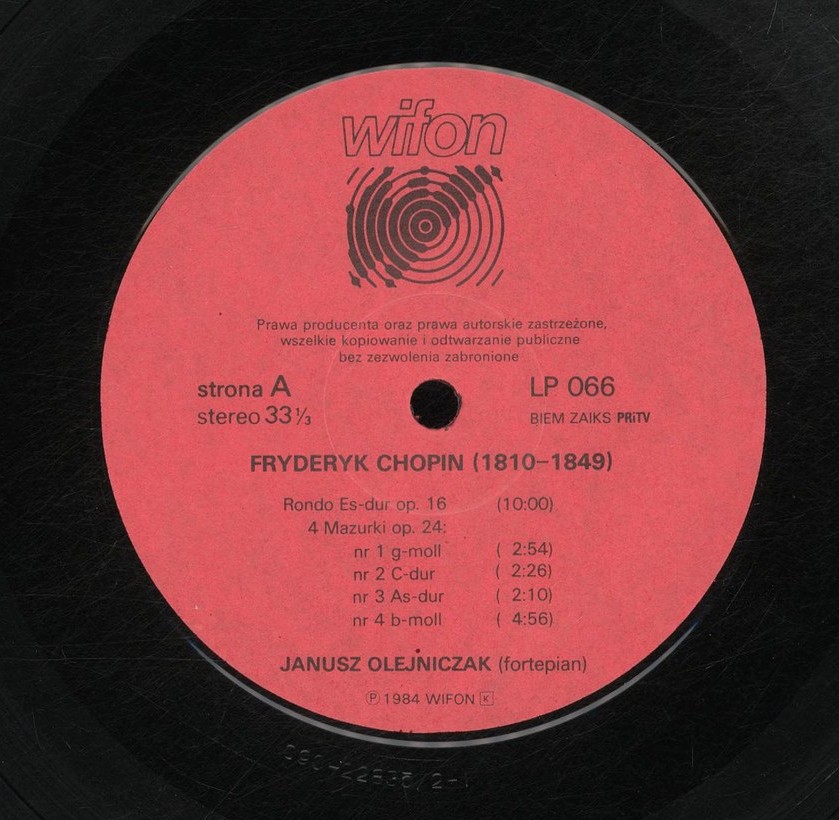 wifon
Prawa producenta oraz prawa autorskie zastrzeżone,
wszelkie kopiowanie i odtwarzanie publiczne
bez zezwolenia zabronione
strona A
LP 066
stereo 33⅓
BIEM ZAIKS PRiTV
FRYDERYK CHOPIN (1810–1849)
Rondo Es-dur op. 16 (10:00)
4 Mazurki op. 24:
nr 1 g-moll ( 2:54)
nr 2 C-dur ( 2:26)
nr 3 As-dur ( 2:10)
nr 4 b-moll ( 4:56)
JANUSZ OLEJNICZAK (fortepian)
℗ 1984 WIFON K